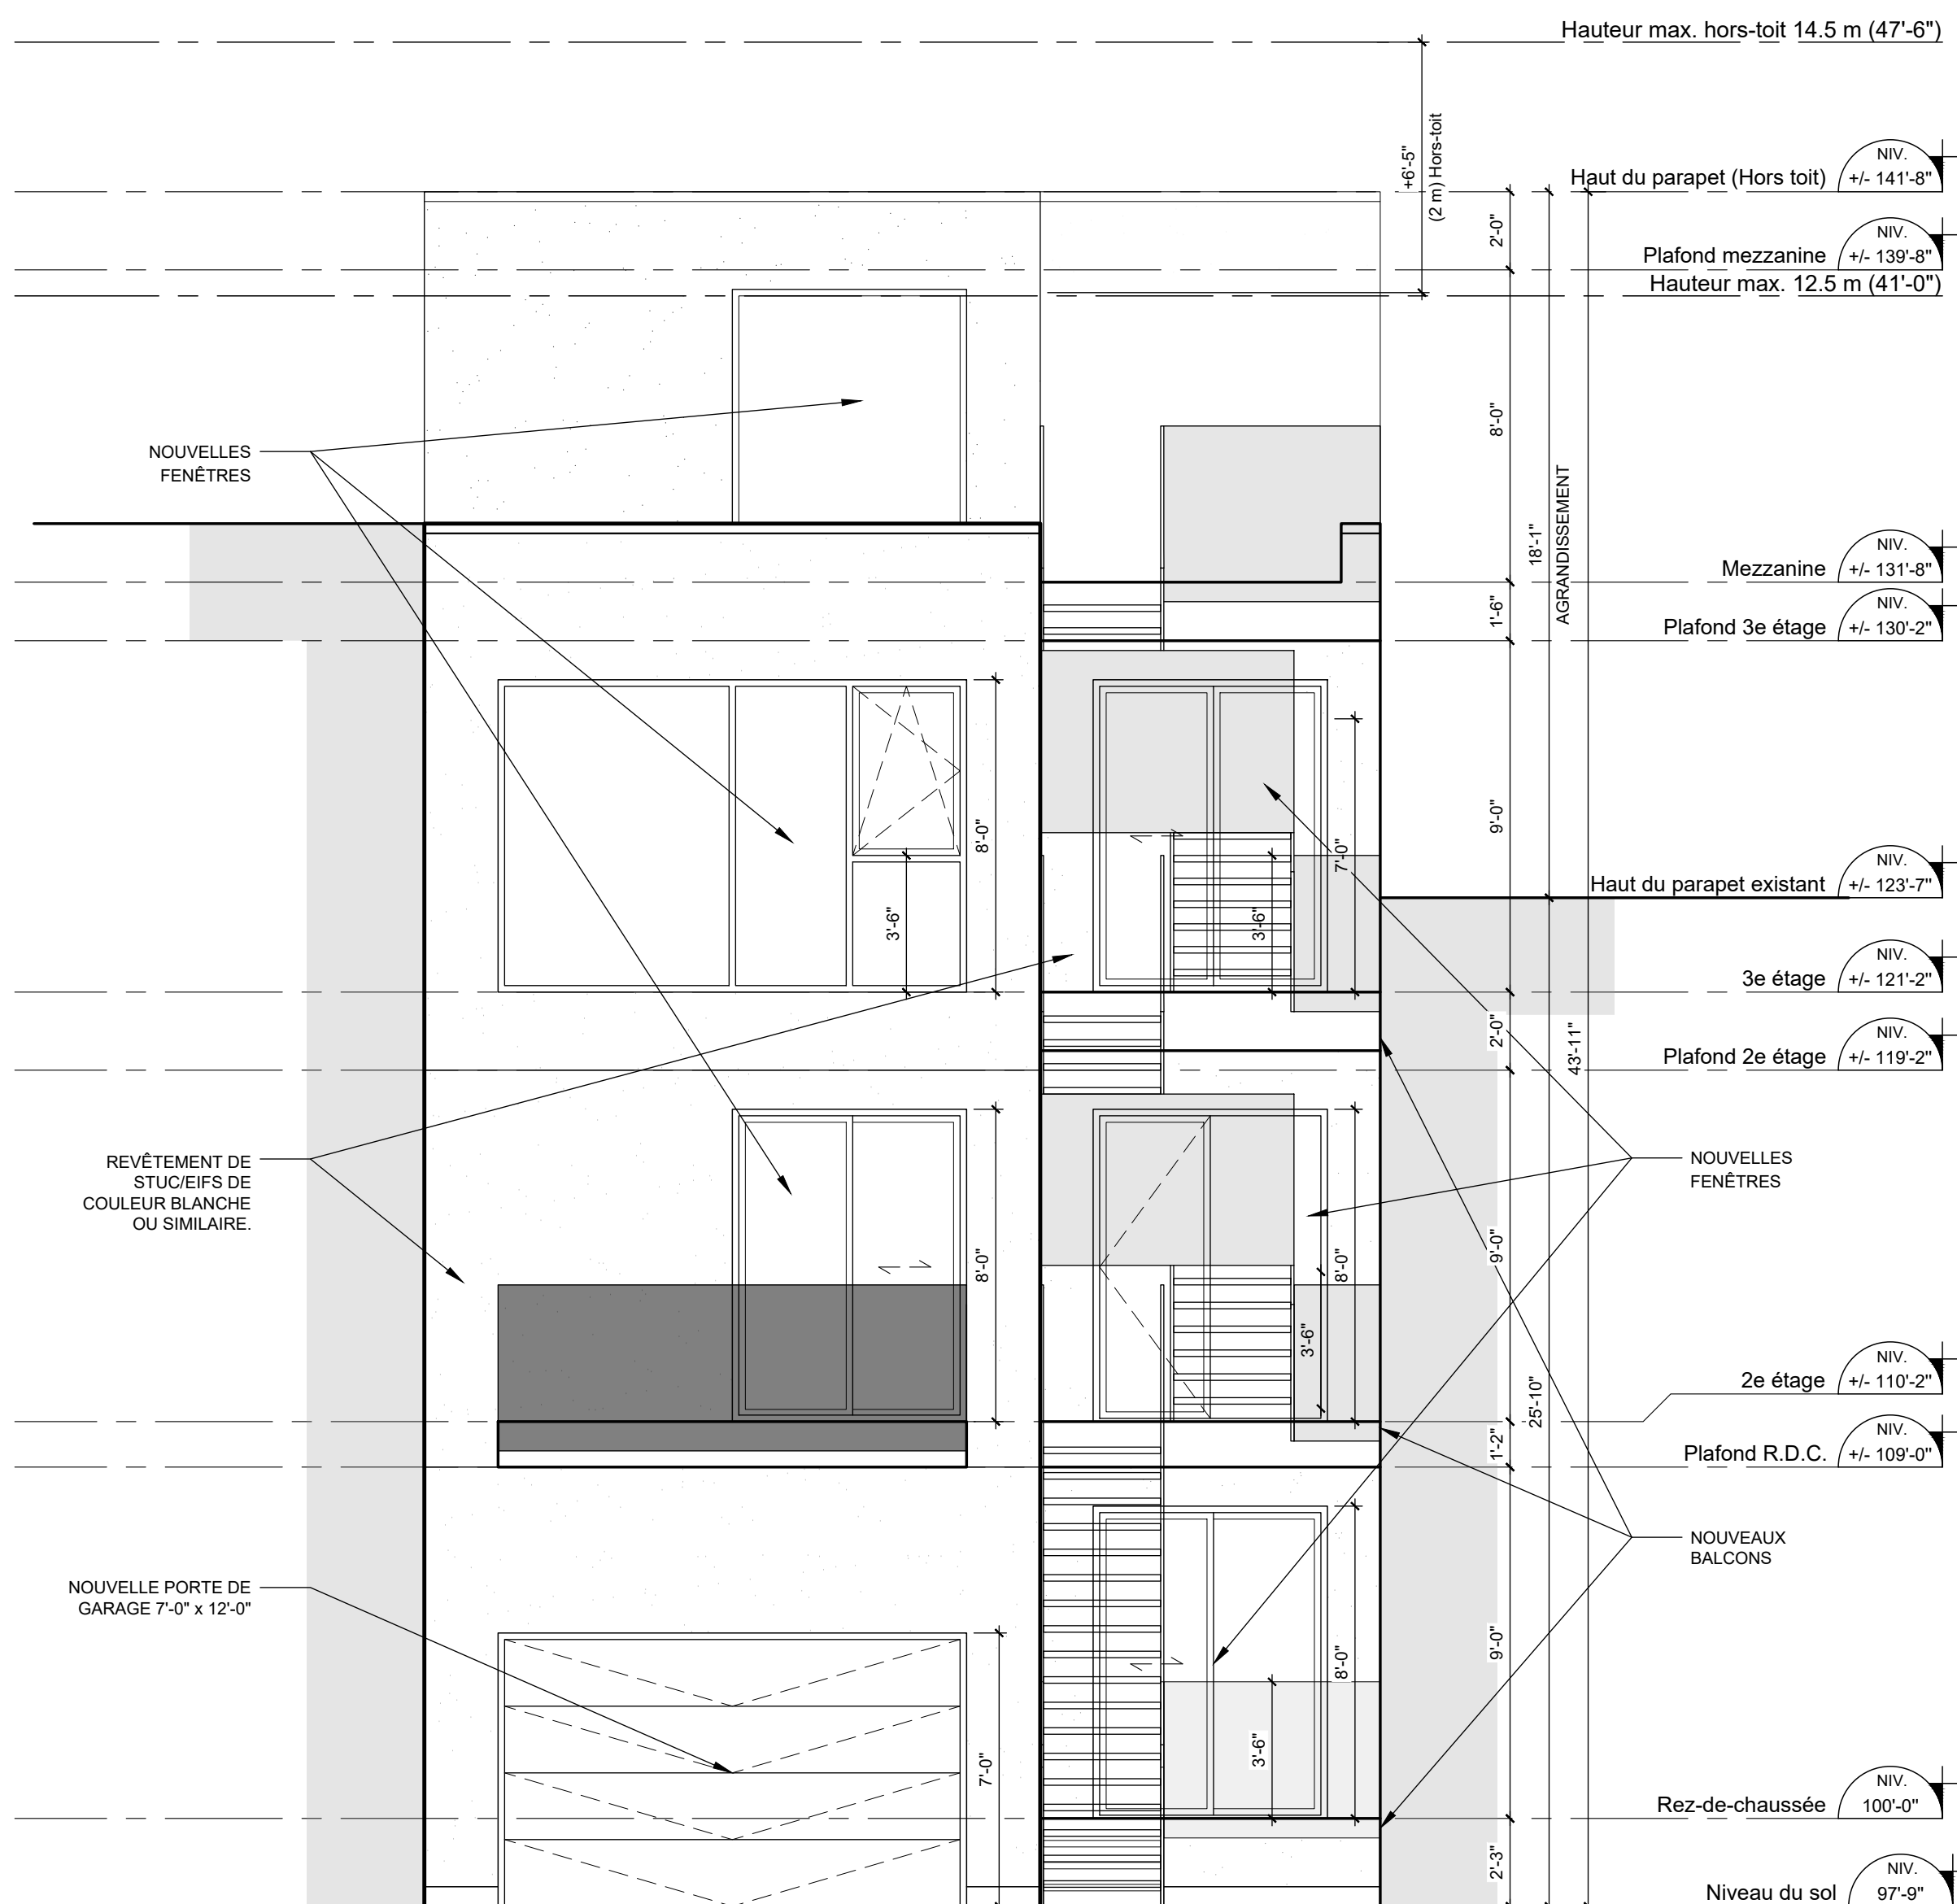 Hauteur max. hors-toit 14.5 m (47'-6")
+6'-5"
(2 m) Hors-toit
NIV.
Haut du parapet (Hors toit)
+/- 141'-8"
2'-0"
NIV.
Plafond mezzanine
+/- 139'-8"
Hauteur max. 12.5 m (41'-0")
8'-0"
NOUVELLES
FENÊTRES
18'-1"
AGRANDISSEMENT
NIV.
Mezzanine
+/- 131'-8"
1'-6"
NIV.
Plafond 3e étage
+/- 130'-2"
8'-0"
7'-0"
9'-0"
3'-6"
3'-6"
NIV.
Haut du parapet existant
+/- 123'-7"
NIV.
3e étage
+/- 121'-2"
2'-0"
43'-11"
NIV.
Plafond 2e étage
+/- 119'-2"
REVÊTEMENT DE
STUC/EIFS DE
COULEUR BLANCHE
OU SIMILAIRE.
NOUVELLES
FENÊTRES
8'-0"
8'-0"
9'-0"
3'-6"
NIV.
2e étage
+/- 110'-2"
25'-10"
1'-2"
NIV.
Plafond R.D.C.
+/- 109'-0"
NOUVEAUX
BALCONS
NOUVELLE PORTE DE
GARAGE 7'-0" x 12'-0"
8'-0"
9'-0"
3'-6"
7'-0"
NIV.
Rez-de-chaussée
100'-0"
2'-3"
NIV.
Niveau du sol
97'-9"